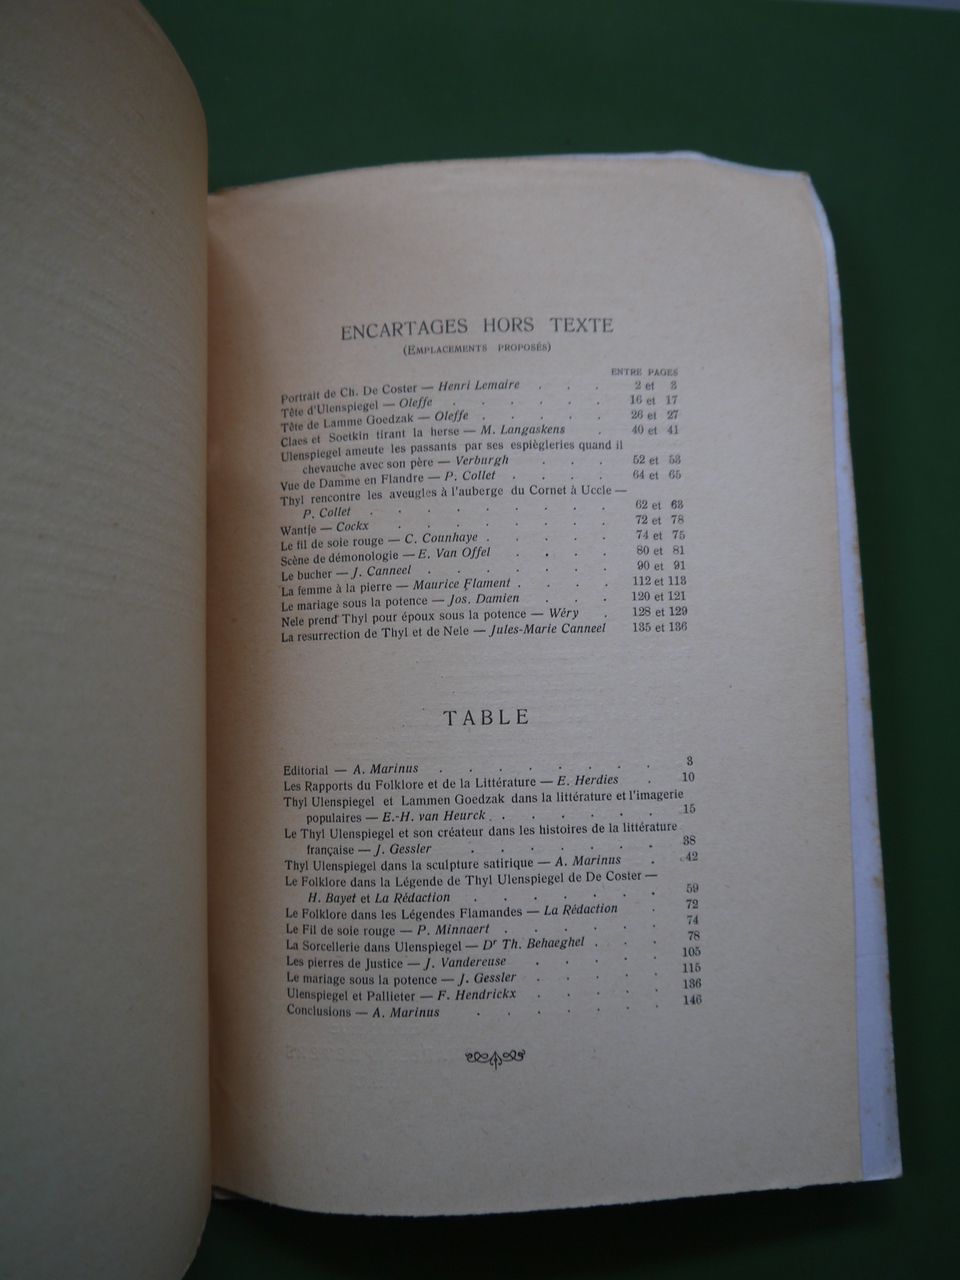 ENCARTAGES HORS TEXTE
(EMPLACEMENTS PROPOSÉS)
ENTRE PAGES
Portrait de Ch. De Coster — Henri Lemaire . . . 2 et 3
Tête d'Ulenspiegel — Oleffe . . . . . . 16 et 17
Tête de Lamme Goedzak — Oleffe . . . . . 26 et 27
Claes et Soetkin tirant la herse — M. Langaskens . 40 et 41
Ulenspiegel ameute les passants par ses espiègleries quand il
chevauche avec son père — Verburgh . . . 52 et 53
Vue de Damme en Flandre — P. Collet . . . . 64 et 65
Thyl rencontre les aveugles à l'auberge du Cornet à Uccle —
P. Collet . . . . . . . . 62 et 63
Wantje — Cockx . . . . . . . 72 et 73
Le fil de soie rouge — C. Counhaye . . . . . 74 et 75
Scène de démonologie — E. Van Offel . . . . 80 et 81
Le bucher — J. Canneel . . . . . . . 90 et 91
La femme à la pierre — Maurice Flament . . . . 112 et 113
Le mariage sous la potence — Jos. Damien . . . 120 et 121
Nele prend Thyl pour époux sous la potence — Wéry . 128 et 129
La resurrection de Thyl et de Nele — Jules-Marie Canneel 135 et 136
TABLE
Editorial — A. Marinus . . . . . . . . 3
Les Rapports du Folklore et de la Littérature — E. Herdies . 10
Thyl Ulenspiegel et Lammen Goedzak dans la littérature et l'imagerie
populaires — E.-H. van Heurck . . . . . . . 15
Le Thyl Ulenspiegel et son créateur dans les histoires de la littérature
française — J. Gessler . . . . . . . 38
Thyl Ulenspiegel dans la sculpture satirique — A. Marinus . 42
Le Folklore dans la Légende de Thyl Ulenspiegel de De Coster —
H. Bayet et La Rédaction . . . . . . . 59
Le Folklore dans les Légendes Flamandes — La Rédaction . 72
Le Fil de soie rouge — P. Minnaert . . . . . . 74
La Sorcellerie dans Ulenspiegel — Dr Th. Behaeghel . . . 78
Les pierres de Justice — J. Vandereuse . . . . . 105
Le mariage sous la potence — J. Gessler . . . . . 115
Ulenspiegel et Pallieter — F. Hendrickx . . . . . 136
Conclusions — A. Marinus . . . . . . . 146